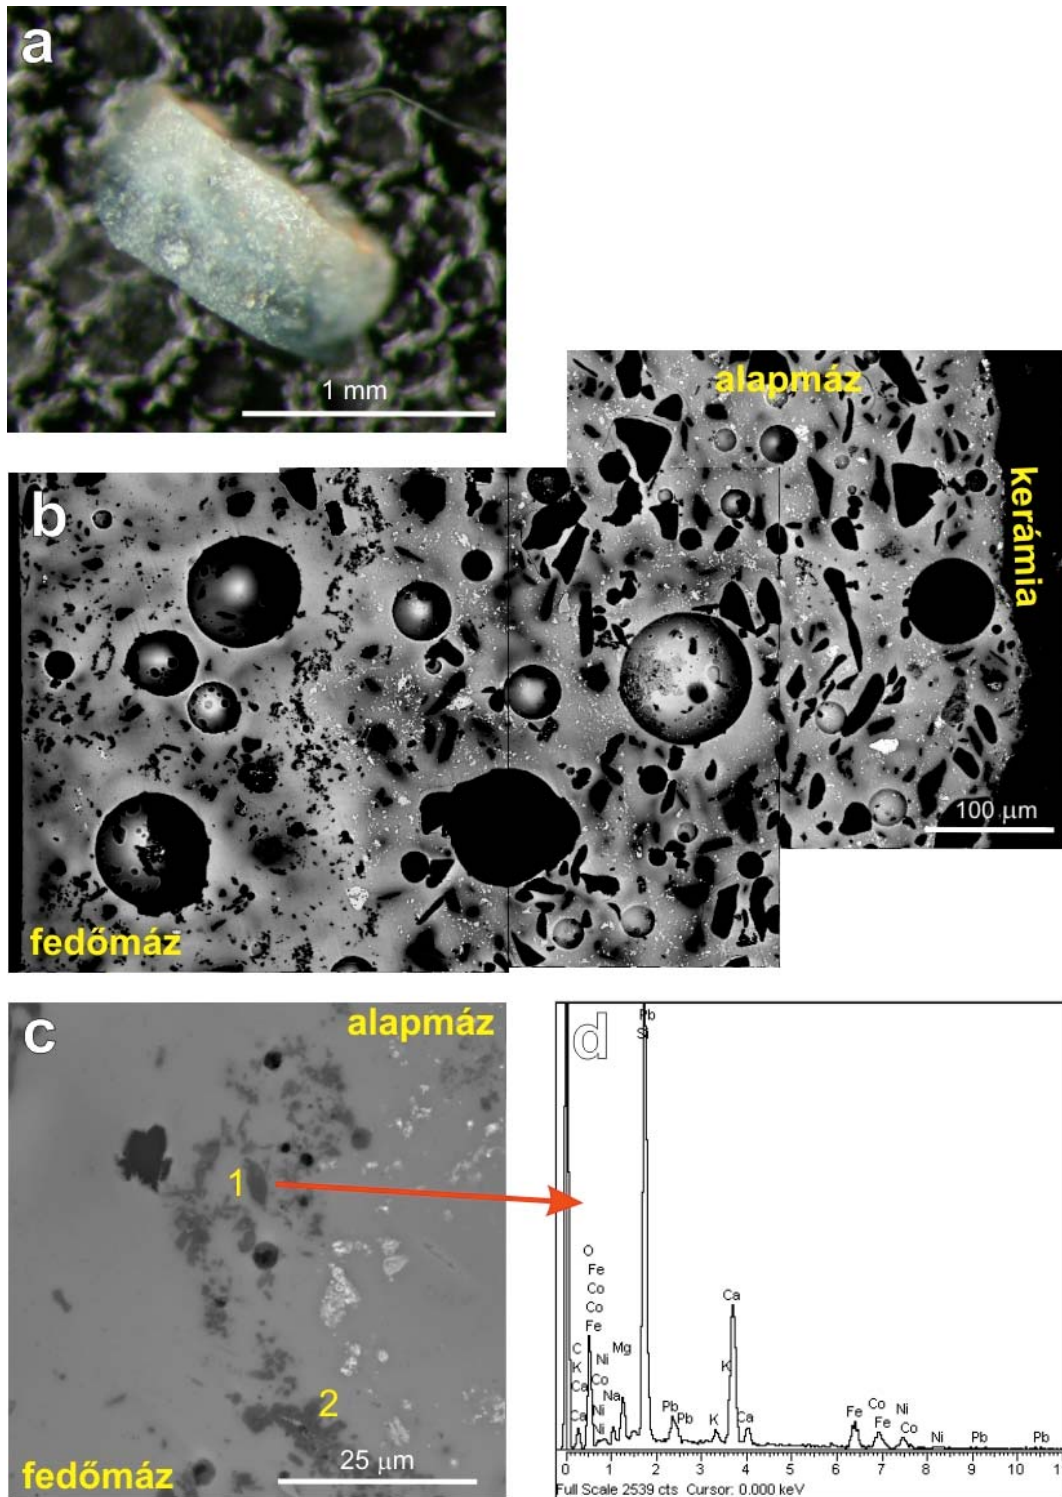 a
1 mm
alapmáz
b
kerámia
100 µm
fedőmáz
c
alapmáz
1
2
25 µm
fedőmáz
d
Pb
Si
O
Fe
Co
Co
Fe
C
K
Ca
Ca
Ni
Co
Ni
Ni
Na
Mg
Pb
Pb
K
K
Ca
Ca
Fe
Co
Fe
Ni
Co
Ni
Pb
Pb
0 1 2 3 4 5 6 7 8 9 10 1
Full Scale 2539 cts Cursor: 0.000 keV